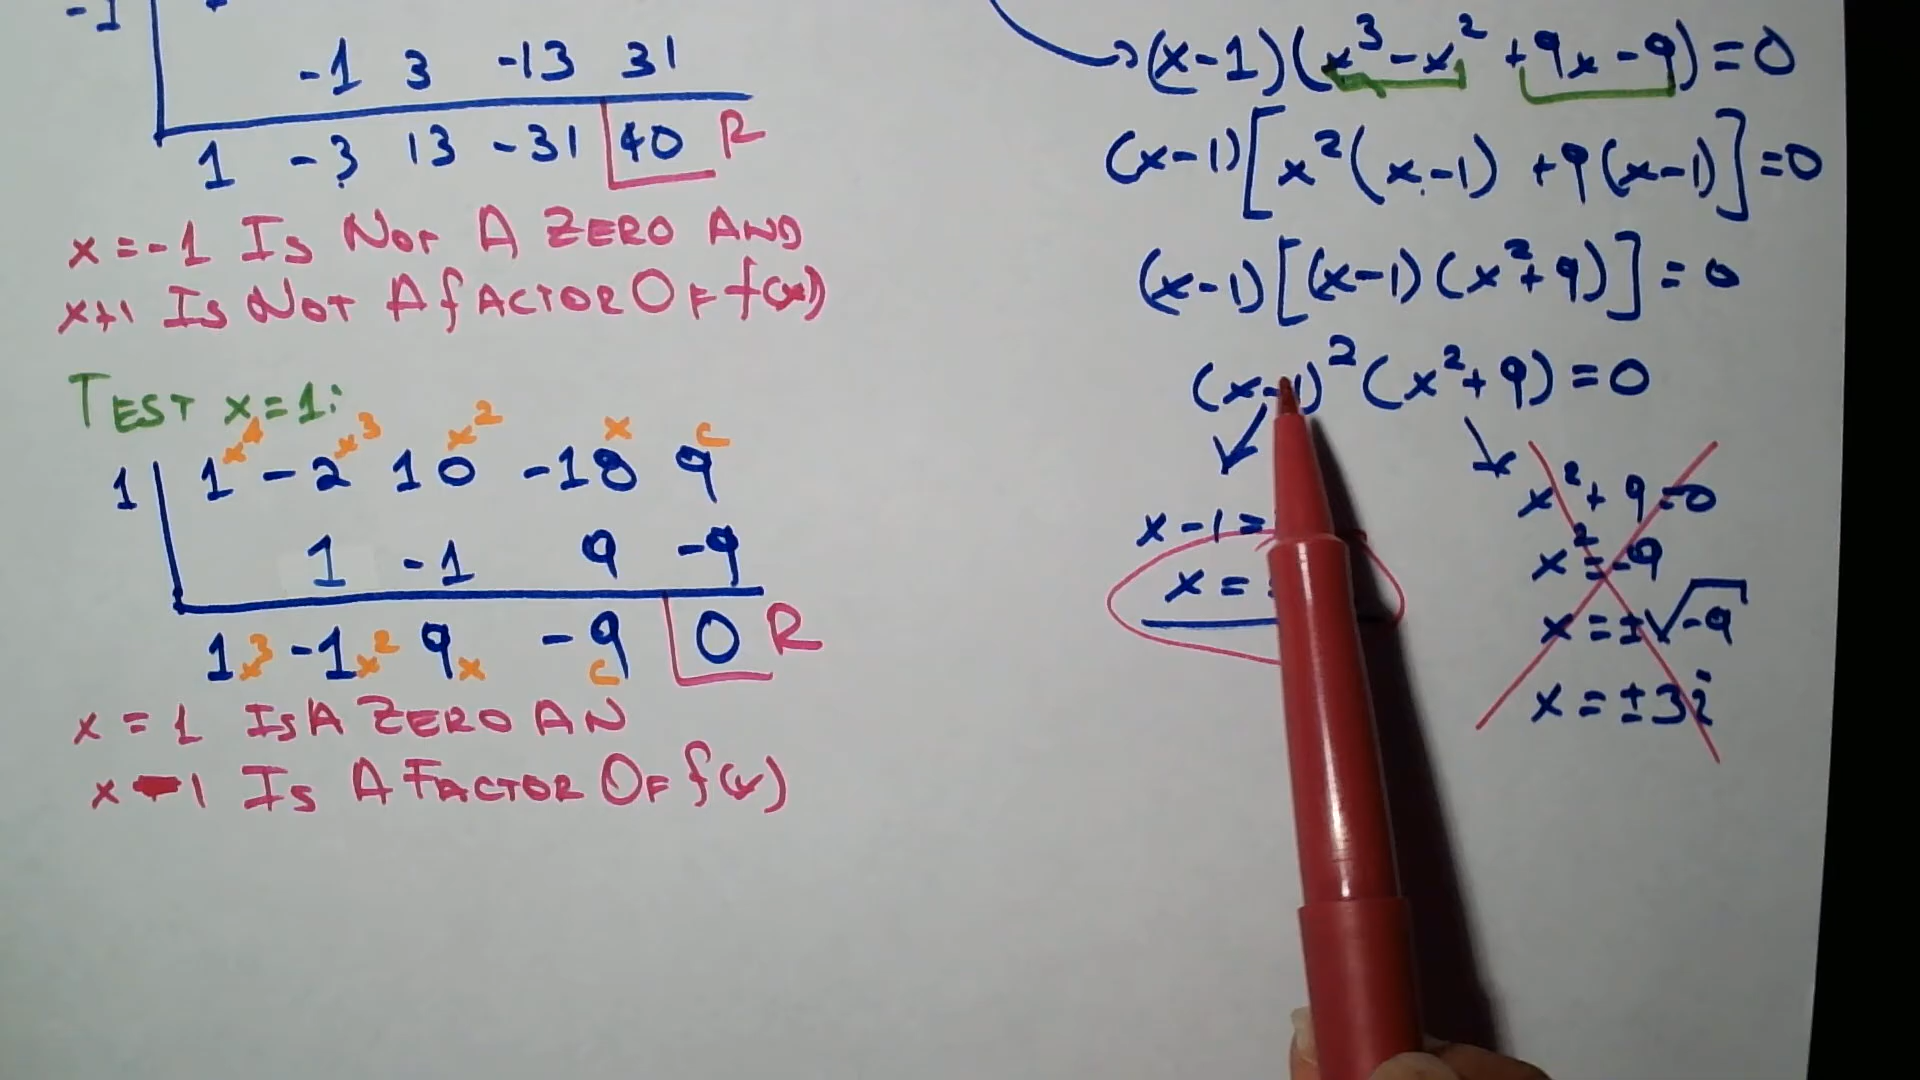 -1
-1 3 -13 31
1 -3 13 -31 40 R
x=-1 Is Not A ZERO AND
x+1 Is Not A fACTOR OF f(x)
TEST x=1:
x⁴ x³ x² x c
1 1 -2 10 -18 9
1 -1 9 -9
1x³ -1x² 9x -9c 0 R
x = 1 Is A ZERO AN
x-1 Is A FACTOR OF f(x)
(x-1)(x³-x²+9x-9)=0
(x-1)[x²(x-1) +9(x-1)]=0
(x-1)[(x-1)(x²+9)]=0
(x-1)²(x²+9)=0
x-1=
x =
x²+9=0
x²=-9
x=±√-9
x=±3i